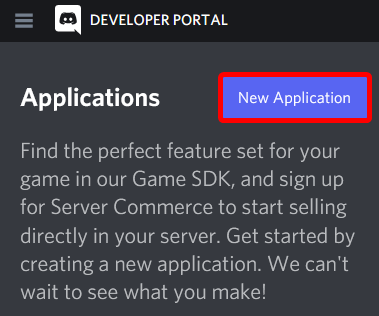 DEVELOPER PORTAL
Applications
New Application
Find the perfect feature set for your
game in our Game SDK, and sign up
for Server Commerce to start selling
directly in your server. Get started by
creating a new application. We can't
wait to see what you make!